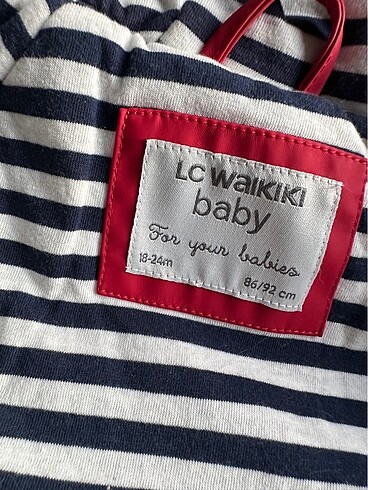 LC WAIKIKI
baby
For your babies
18-24m
86/92 cm